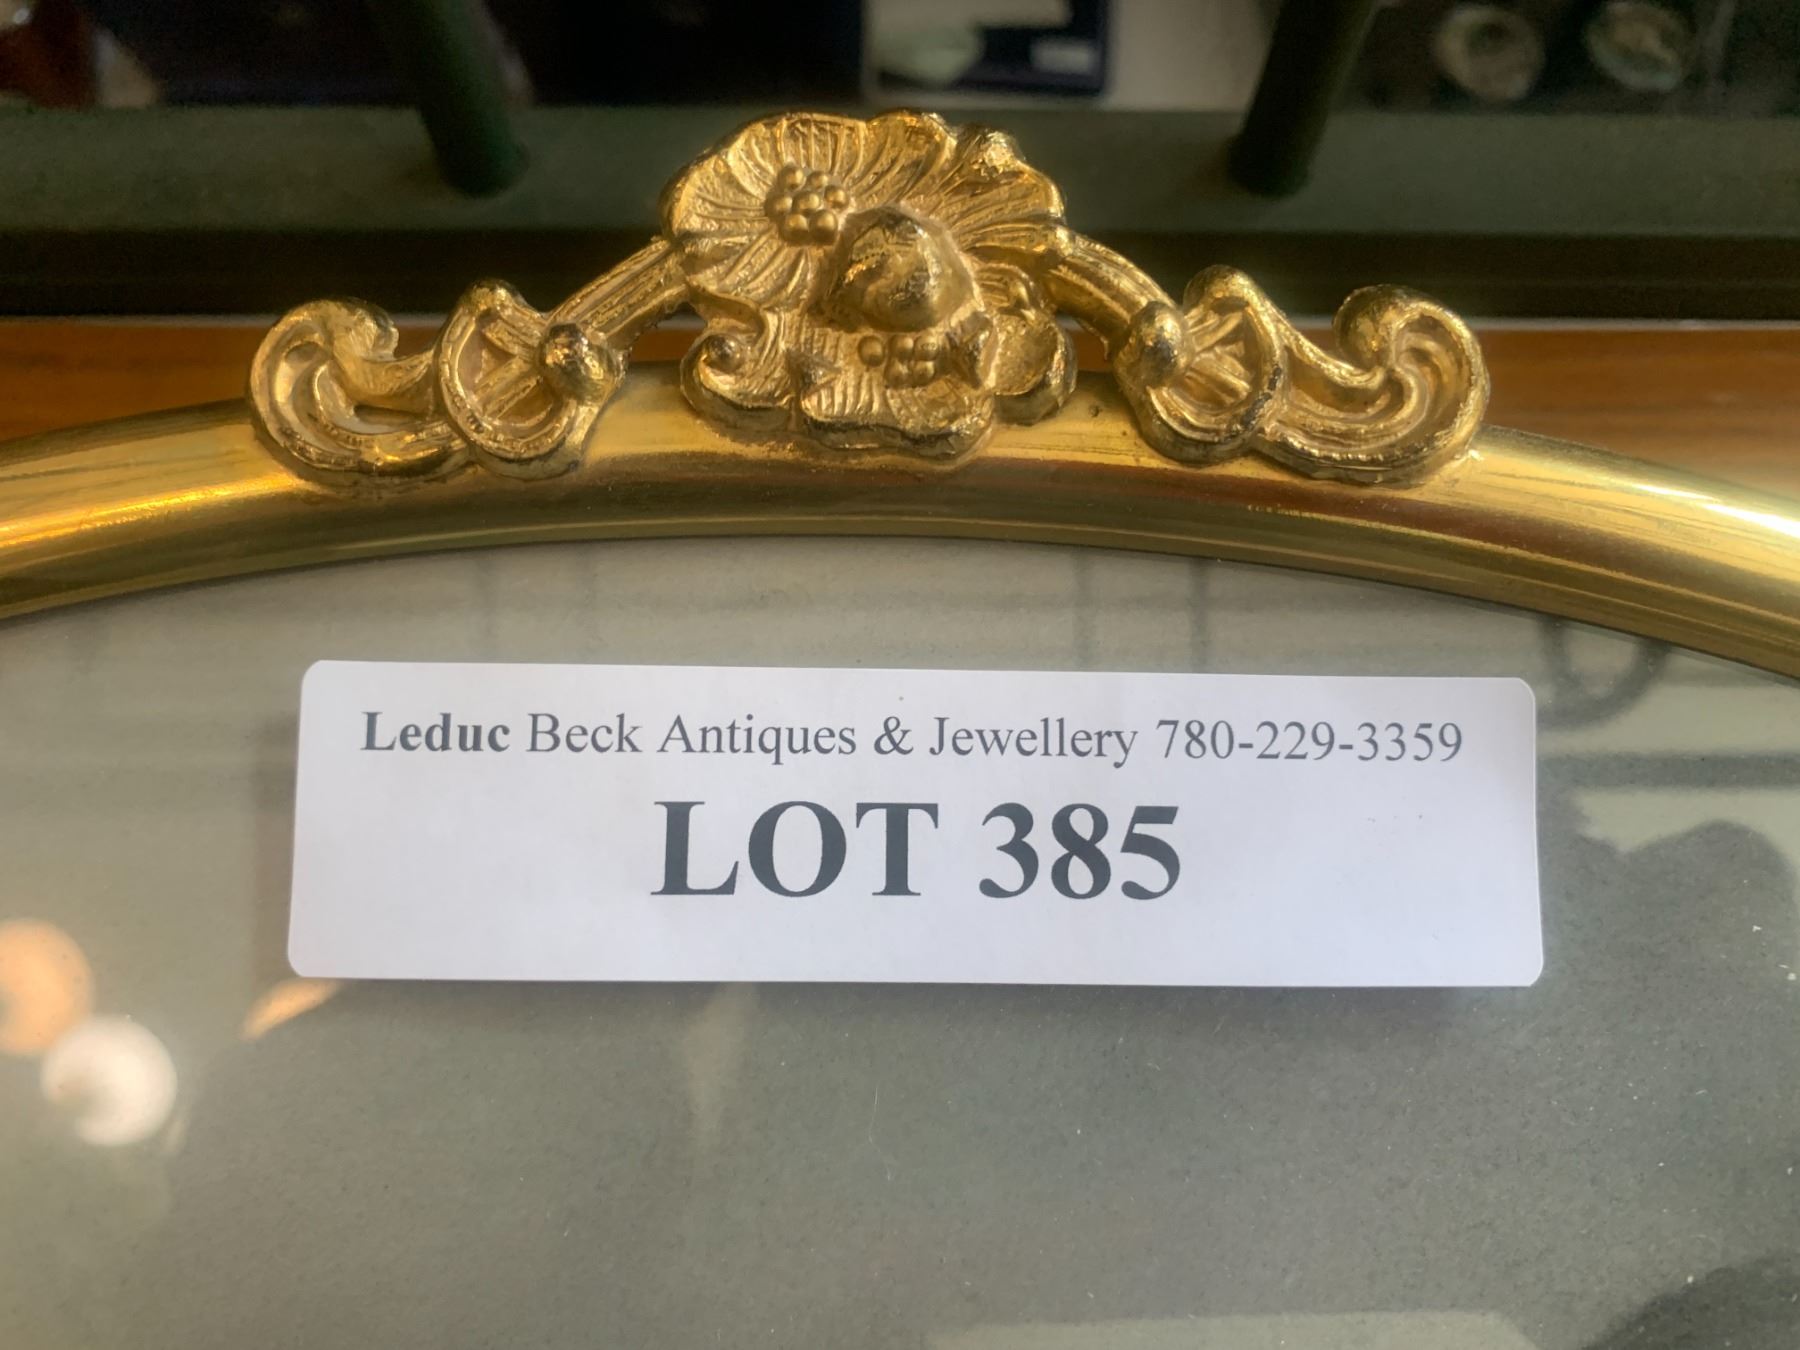 Leduc Beck Antiques & Jewellery 780-229-3359
LOT 385